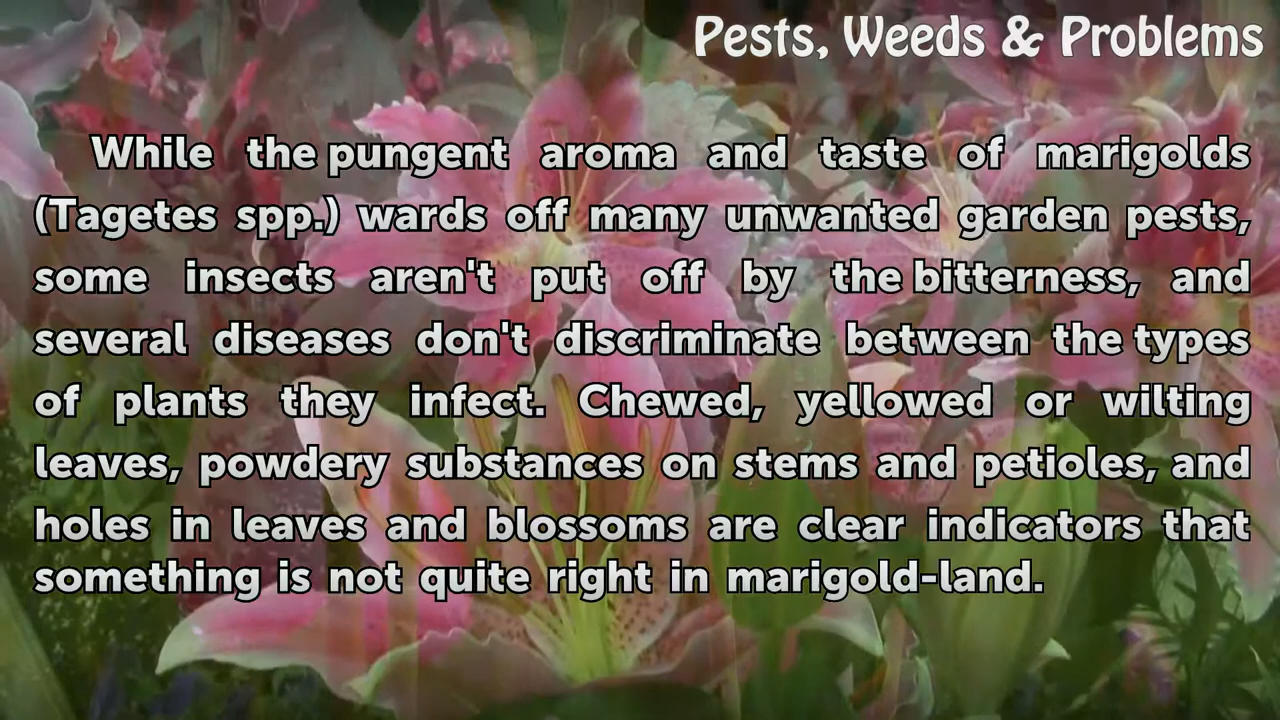 Pests, Weeds & Problems
While the pungent aroma and taste of marigolds
(Tagetes spp.) wards off many unwanted garden pests,
some insects aren't put off by the bitterness, and
several diseases don't discriminate between the types
of plants they infect. Chewed, yellowed or wilting
leaves, powdery substances on stems and petioles, and
holes in leaves and blossoms are clear indicators that
something is not quite right in marigold-land.